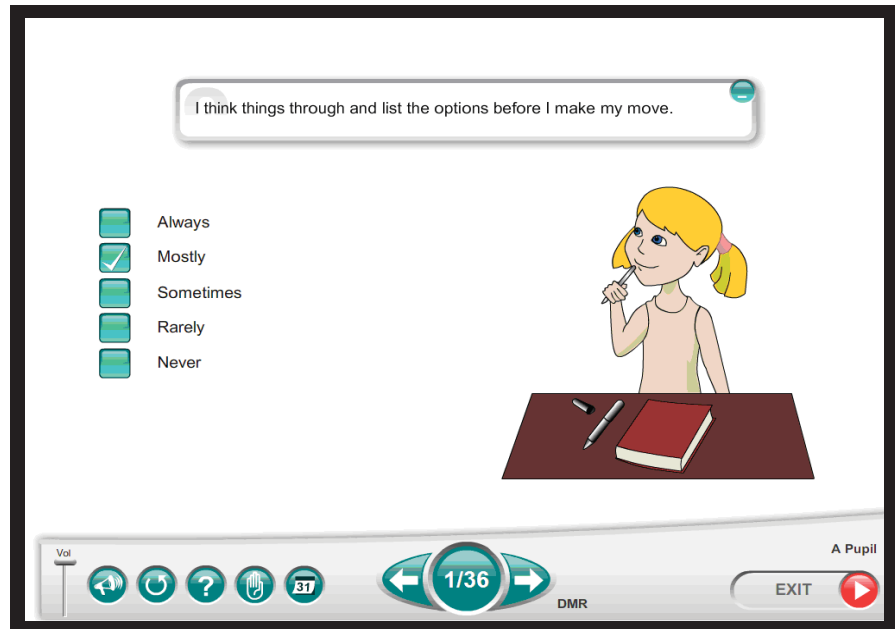 I think things through and list the options before I make my move.
Always
Mostly
Sometimes
Rarely
Never
Vol
?
31
1/36
DMR
A Pupil
EXIT